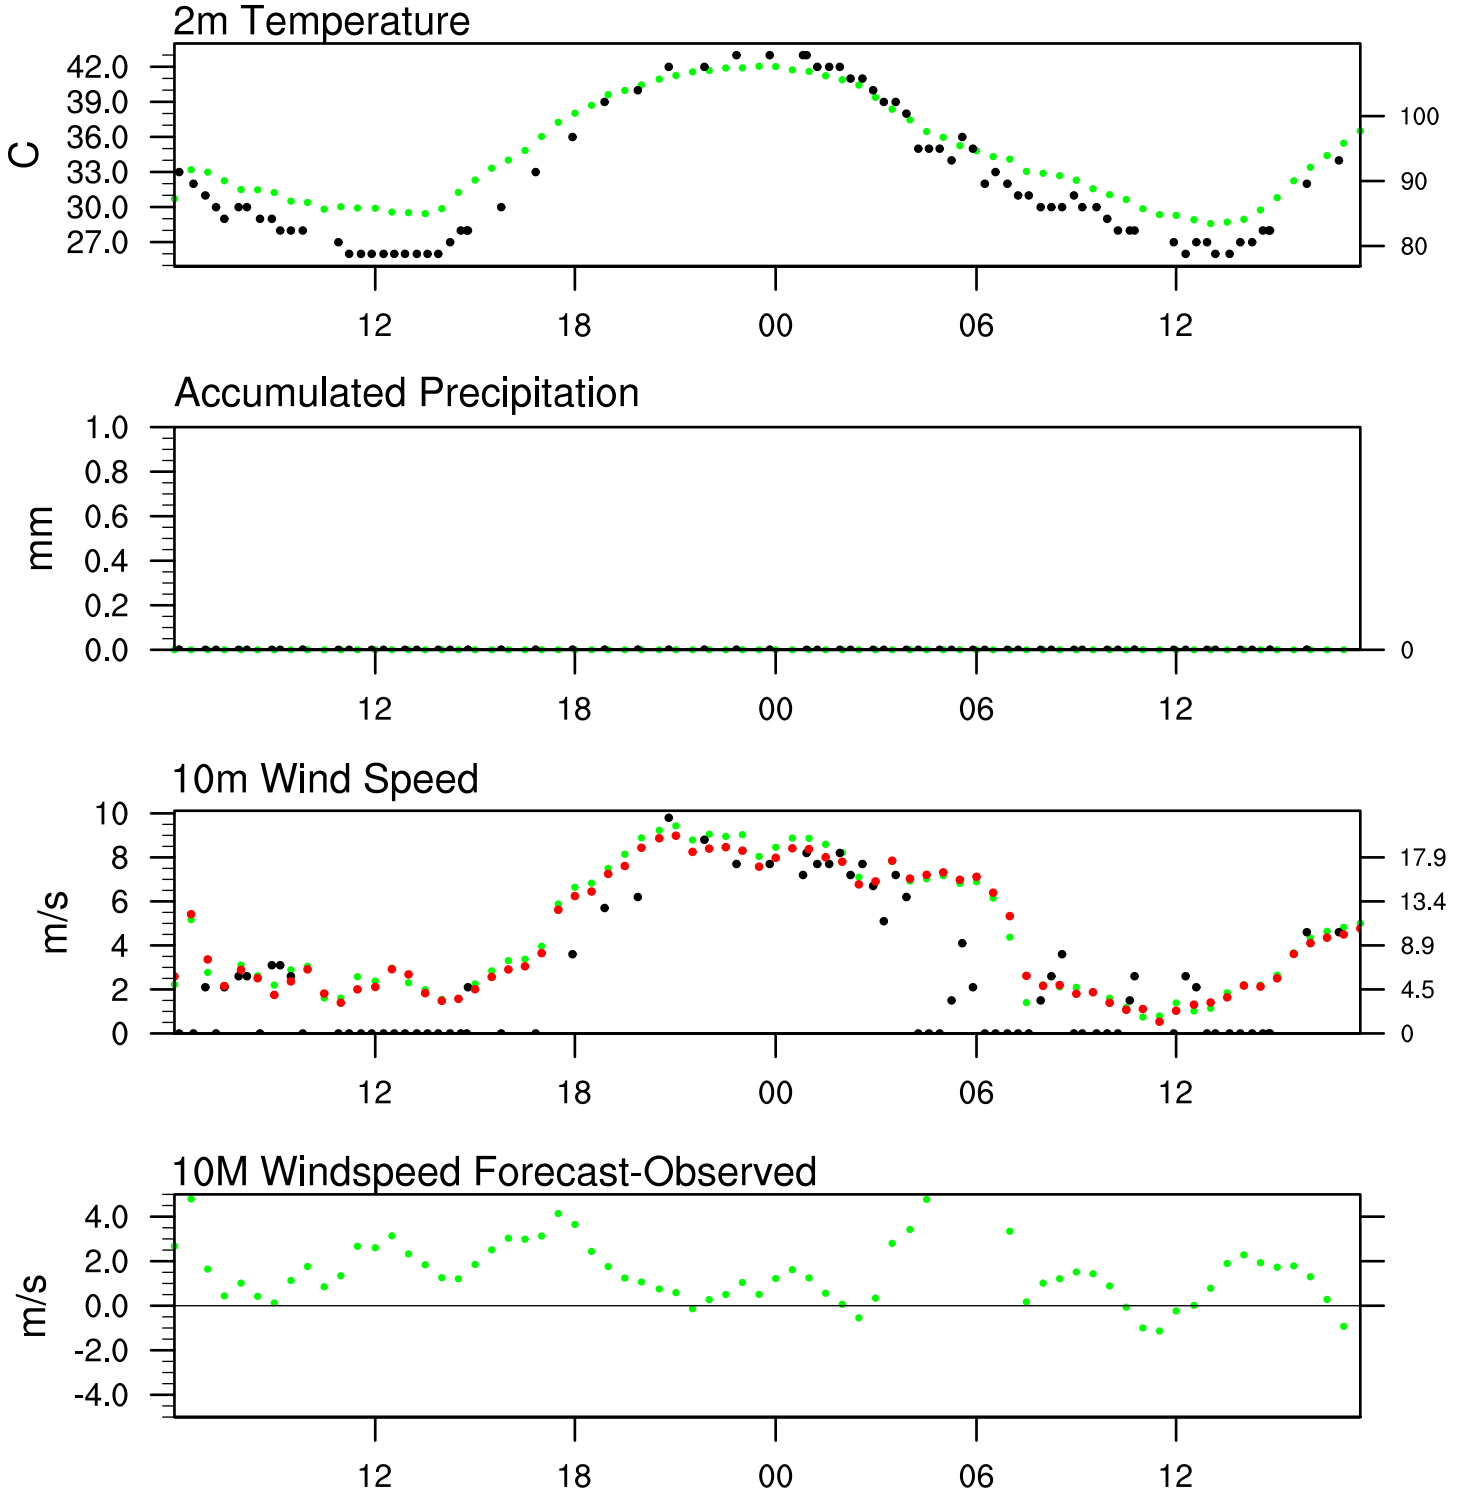 2m Temperature
42.0
39.0
36.0
33.0
30.0
27.0
C
100
90
80
12 18 00 06 12
Accumulated Precipitation
1.0
0.8
0.6
0.4
0.2
0.0
mm
0
12 18 00 06 12
10m Wind Speed
10
8
6
4
2
0
m/s
17.9
13.4
8.9
4.5
0
12 18 00 06 12
10M Windspeed Forecast-Observed
4.0
2.0
0.0
-2.0
-4.0
m/s
12 18 00 06 12